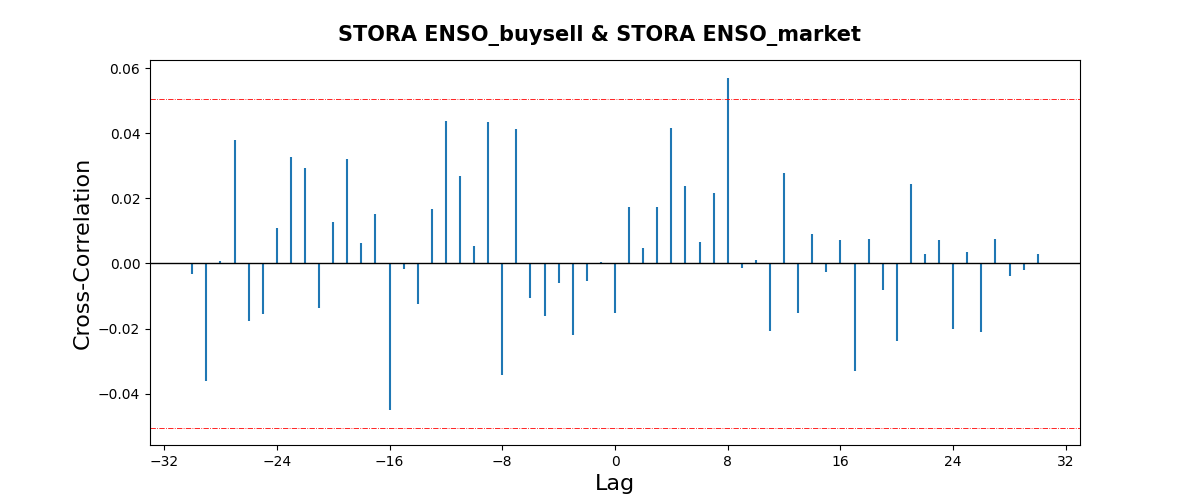 STORA ENSO_buysell & STORA ENSO_market
0.06
0.04
0.02
0.00
−0.02
−0.04
Cross-Correlation
−32 −24 −16 −8 0 8 16 24 32
Lag